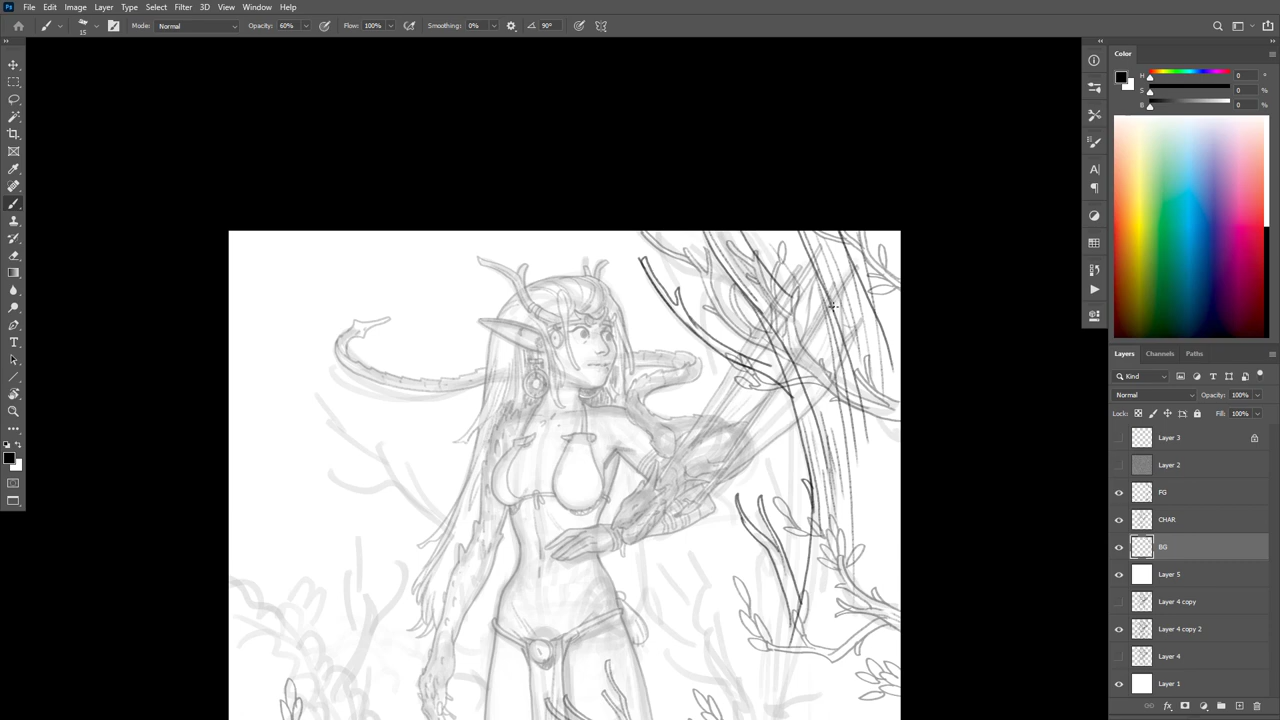 Ps File Edit Image Layer Type Select Filter 3D View Window Help
15 Mode: Normal Opacity: 60% Flow: 100% Smoothing: 0% 90°
Color
H 0 °
S 0 %
B 0 %
Layers Channels Paths
Kind
Normal Opacity: 100%
Lock: Fill: 100%
Layer 3
Layer 2
FG
CHAR
BG
Layer 5
Layer 4 copy
Layer 4 copy 2
Layer 4
Layer 1